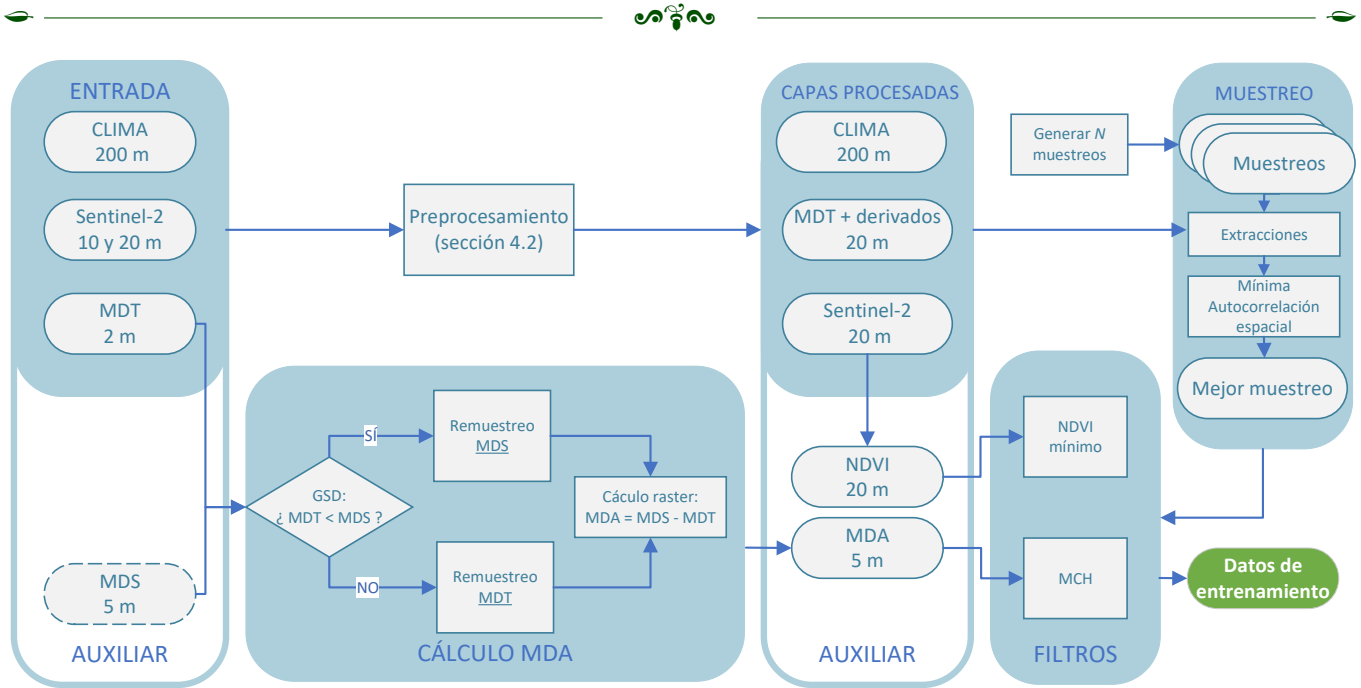 ENTRADA
CLIMA
200 m
Sentinel-2
10 y 20 m
MDT
2 m
MDS
5 m
AUXILIAR
Preprocesamiento
(sección 4.2)
GSD:
¿ MDT < MDS ?
SÍ
NO
Remuestreo
MDS
Remuestreo
MDT
Cáculo raster:
MDA = MDS - MDT
CÁLCULO MDA
CAPAS PROCESADAS
CLIMA
200 m
MDT + derivados
20 m
Sentinel-2
20 m
NDVI
20 m
MDA
5 m
AUXILIAR
Generar N
muestreos
MUESTREO
Muestreos
Extracciones
Mínima
Autocorrelación
espacial
Mejor muestreo
NDVI
mínimo
MCH
FILTROS
Datos de
entrenamiento